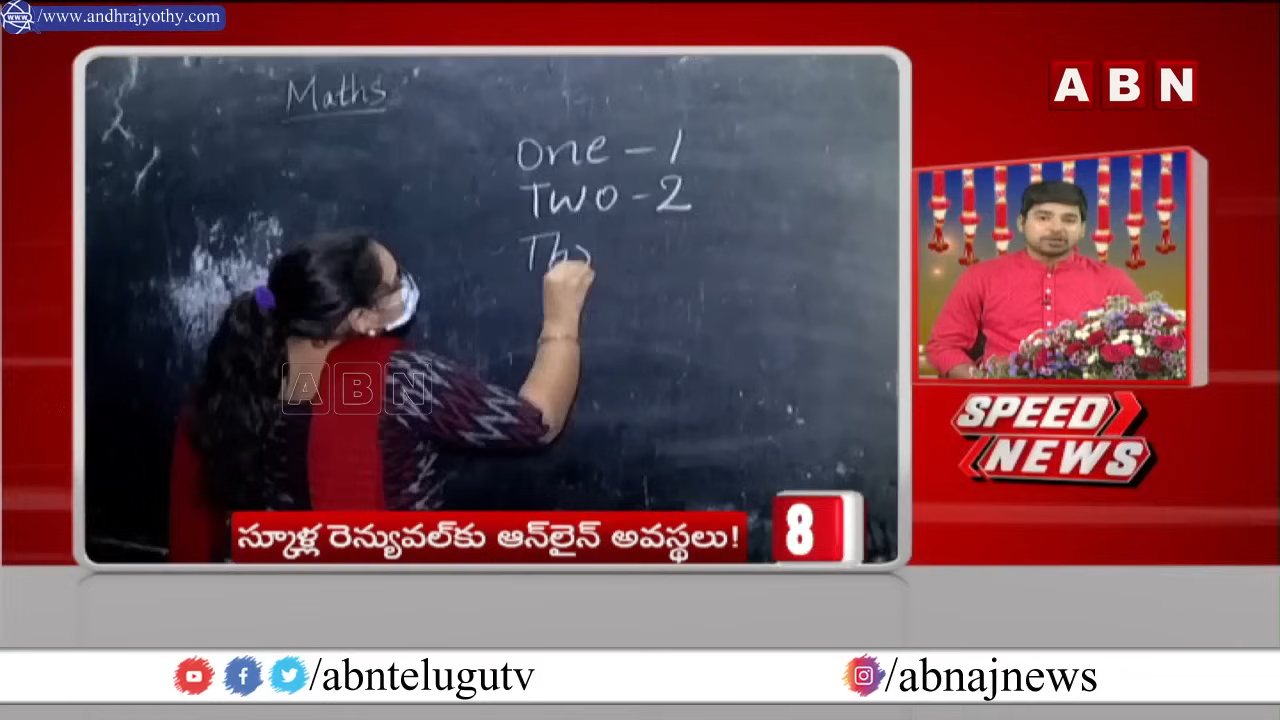 /www.andhrajyothy.com
Maths
One - 1
Two - 2
Th
ABN
ABN
SPEED
NEWS
స్కూళ్ల రెన్యువల్‌కు ఆన్‌లైన్ అవస్థలు!
8
/abntelugutv
/abnajnews